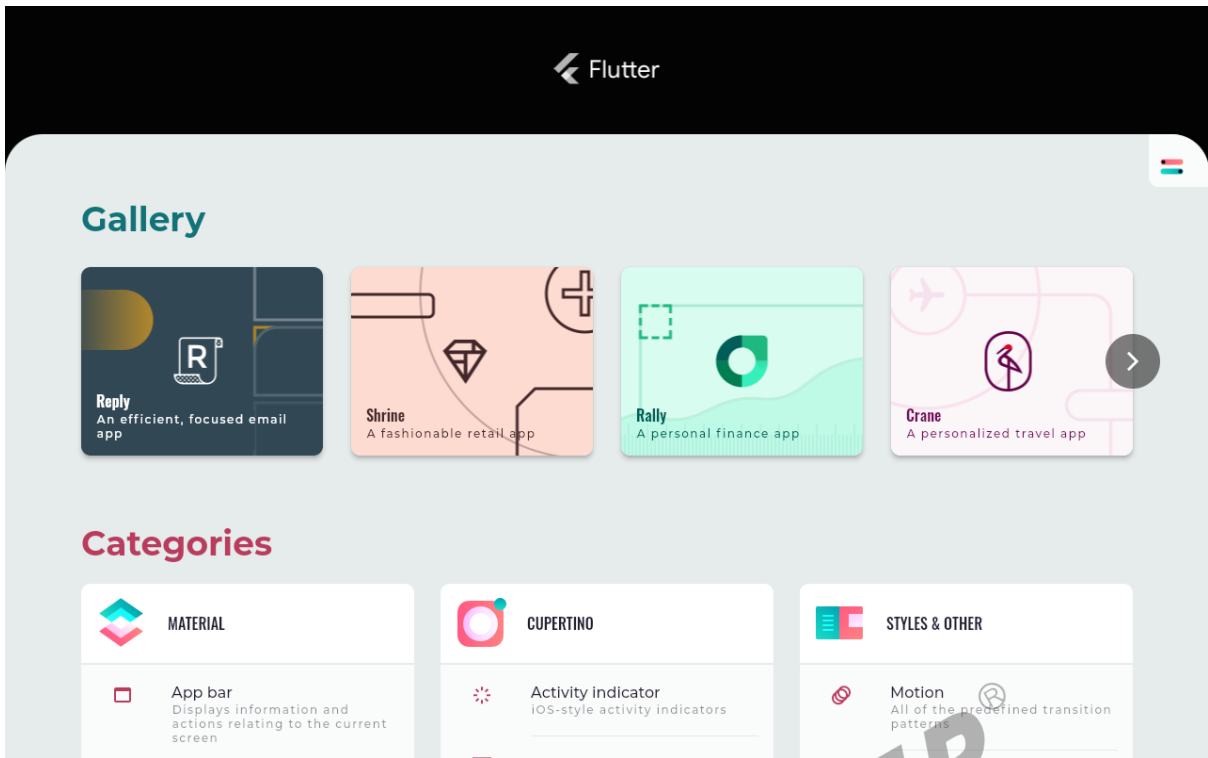 Flutter
Gallery
R
Reply
An efficient, focused email
app
Shrine
A fashionable retail app
Rally
A personal finance app
Crane
A personalized travel app
Categories
MATERIAL
CUPERTINO
STYLES & OTHER
App bar
Displays information and
actions relating to the current
screen
Activity indicator
iOS-style activity indicators
Motion
All of the predefined transition
patterns
®